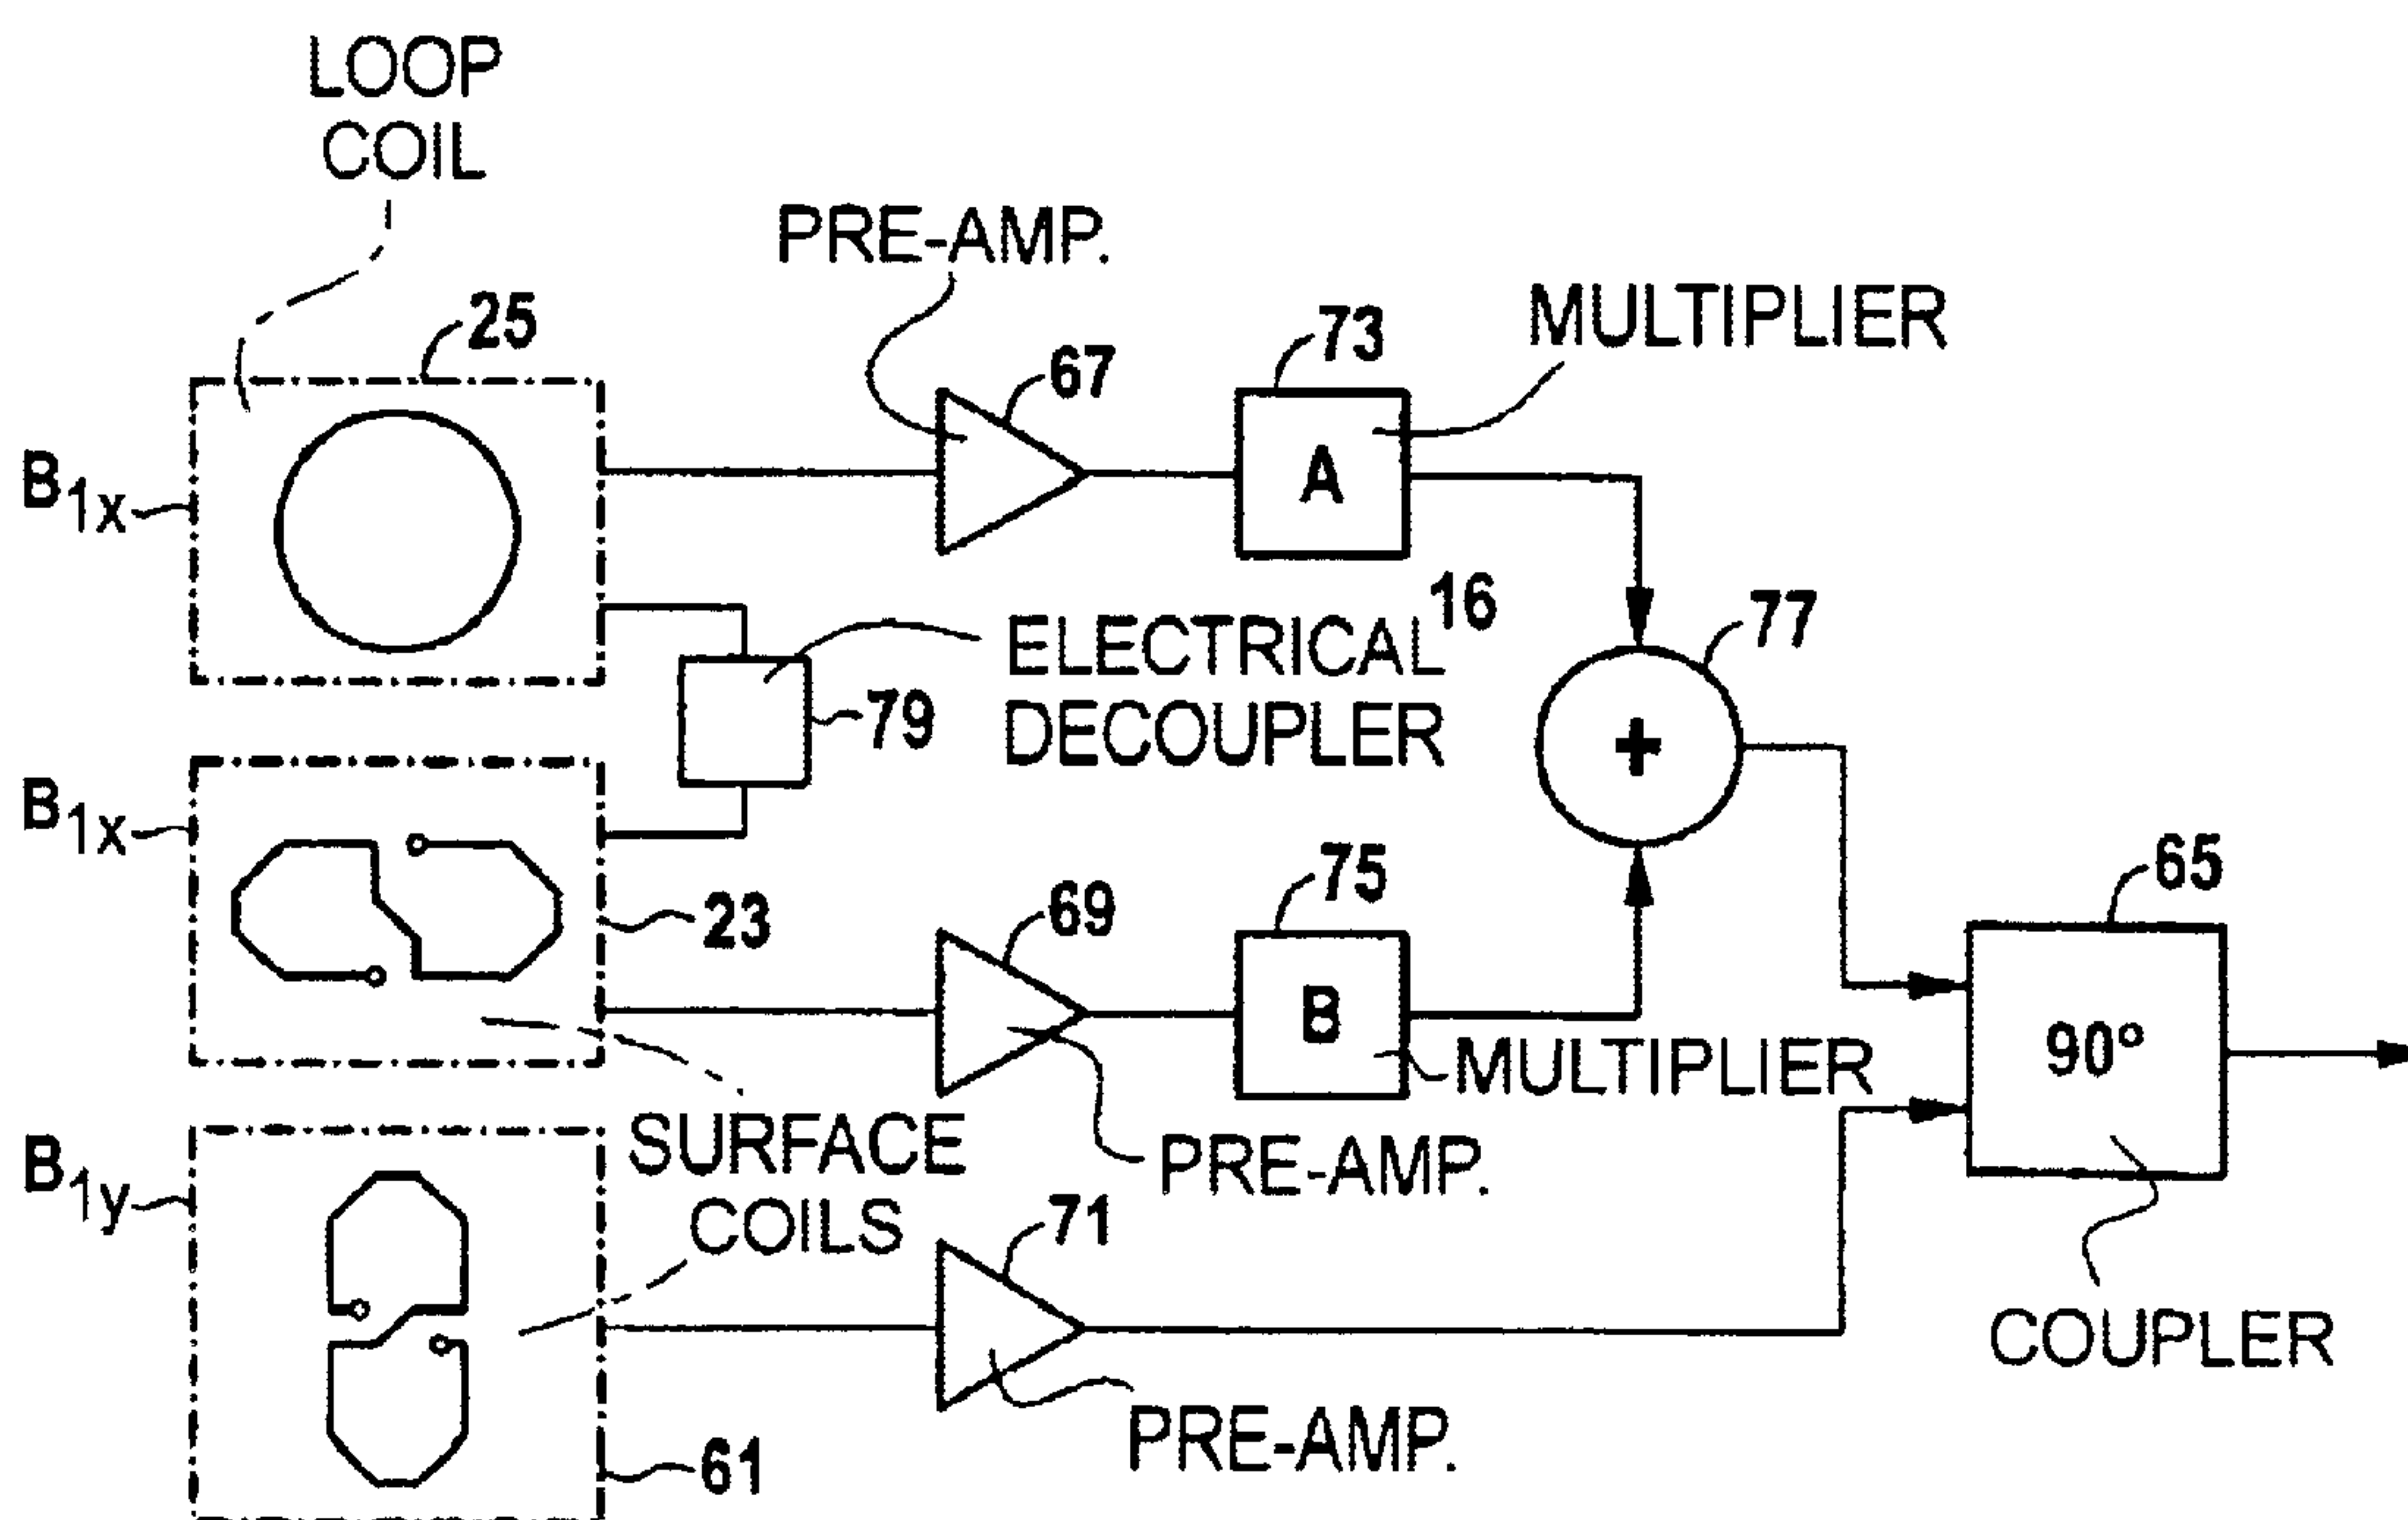 LOOP
COIL
25
PRE-AMP.
67
73
MULTIPLIER
B1x
A
16
77
ELECTRICAL
DECOUPLER
79
B1x
23
69
75
65
B
90°
MULTIPLIER
SURFACE
COILS
PRE-AMP.
B1y
71
COUPLER
PRE-AMP.
61
+